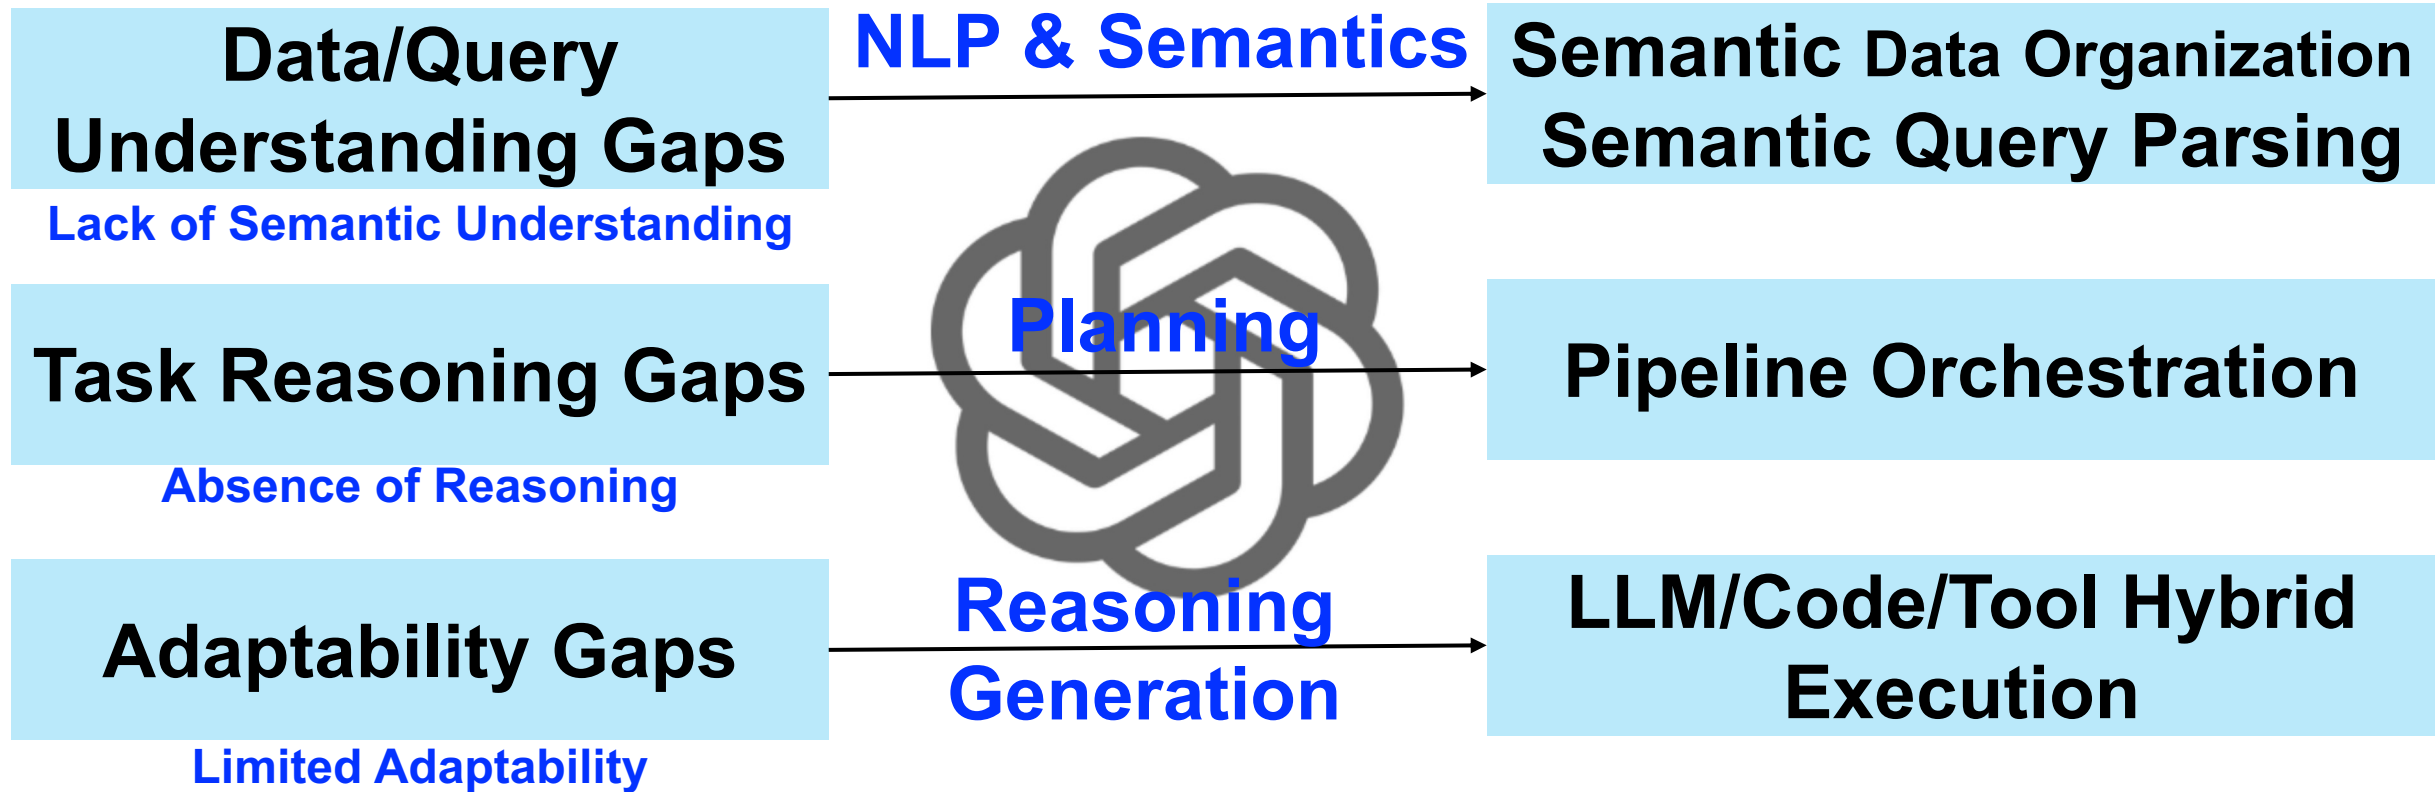 Data/Query
Understanding Gaps
Lack of Semantic Understanding
NLP & Semantics
Semantic Data Organization
Semantic Query Parsing
Task Reasoning Gaps
Absence of Reasoning
Planning
Pipeline Orchestration
Adaptability Gaps
Limited Adaptability
Reasoning
Generation
LLM/Code/Tool Hybrid
Execution